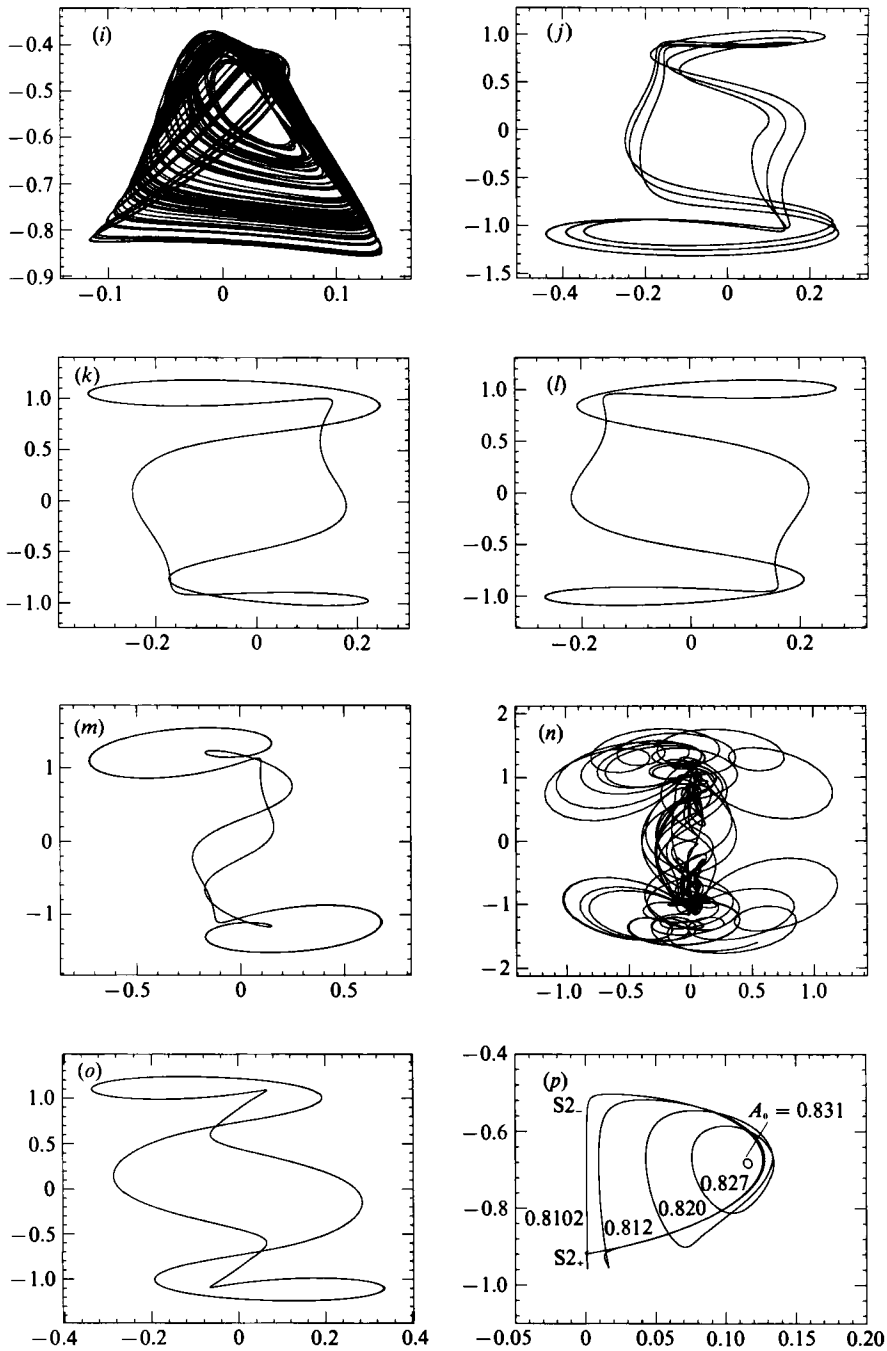 (i)
−0.4
−0.5
−0.6
−0.7
−0.8
−0.9
−0.1 0 0.1
(j)
1.0
0.5
0
−0.5
−1.0
−1.5
−0.4 −0.2 0 0.2
(k)
1.0
0.5
0
−0.5
−1.0
−0.2 0 0.2
(l)
1.0
0.5
0
−0.5
−1.0
−0.2 0 0.2
(m)
1
0
−1
−0.5 0 0.5
(n)
2
1
0
−1
−2
−1.0 −0.5 0 0.5 1.0
(o)
1.0
0.5
0
−0.5
−1.0
−0.4 −0.2 0 0.2 0.4
(p)
−0.4
−0.6
−0.8
−1.0
S2₋
A₀ = 0.831
0.827
0.820
0.812
0.8102
S2₊
−0.05 0 0.05 0.10 0.15 0.20